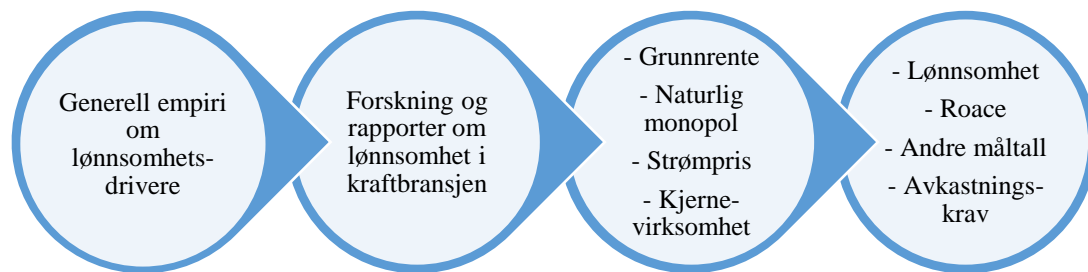 Generell empiri
om
lønnsomhets-
drivere
Forskning og
rapporter om
lønnsomhet i
kraftbransjen
- Grunnrente
- Naturlig
monopol
- Strømpris
- Kjerne-
virksomhet
- Lønnsomhet
- Roace
- Andre måltall
- Avkastnings-
krav